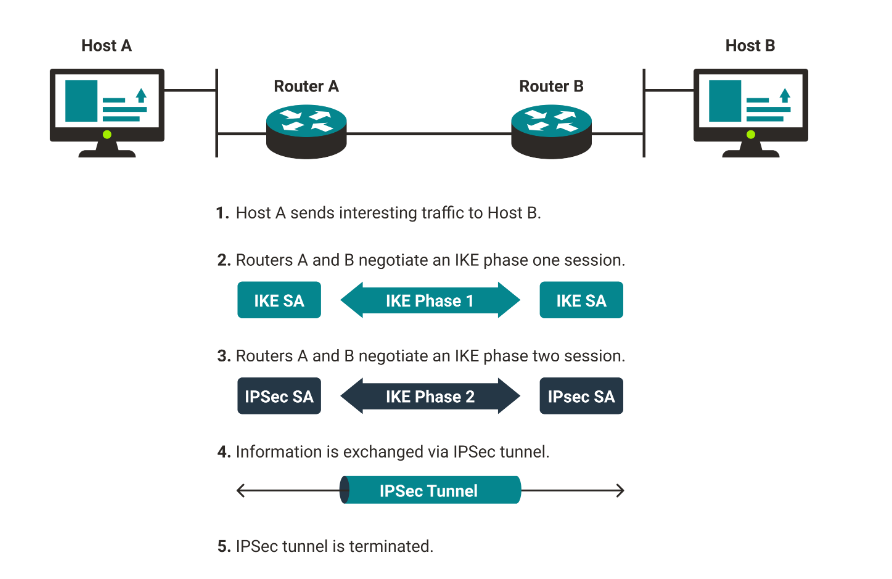 Host A
Host B
Router A
Router B
1. Host A sends interesting traffic to Host B.
2. Routers A and B negotiate an IKE phase one session.
IKE SA
IKE Phase 1
IKE SA
3. Routers A and B negotiate an IKE phase two session.
IPSec SA
IKE Phase 2
IPsec SA
4. Information is exchanged via IPSec tunnel.
IPSec Tunnel
5. IPSec tunnel is terminated.